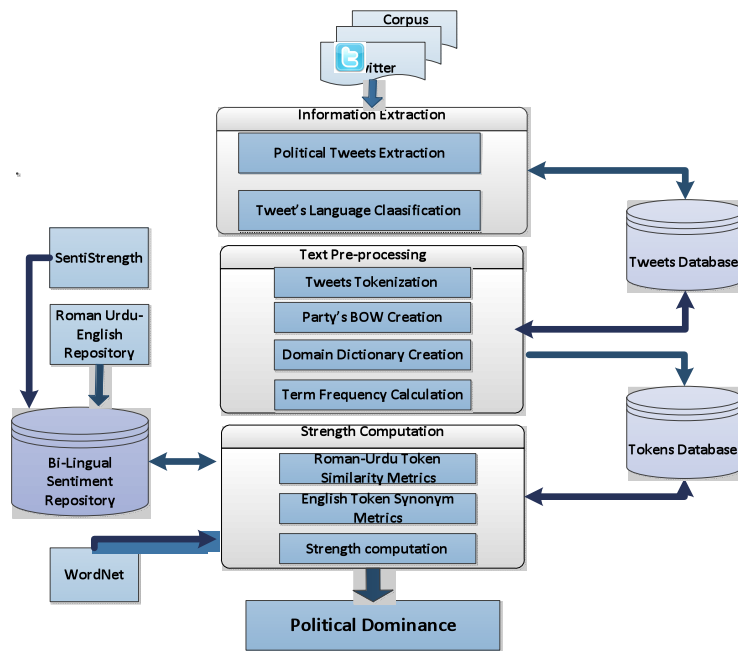 Corpus
witter
Information Extraction
Political Tweets Extraction
Tweet's Language Classification
Tweets Database
Text Pre-processing
Tweets Tokenization
Party's BOW Creation
Domain Dictionary Creation
Term Frequency Calculation
SentiStrength
Roman Urdu-
English
Repository
Bi-Lingual
Sentiment
Repository
Tokens Database
Strength Computation
Roman-Urdu Token
Similarity Metrics
English Token Synonym
Metrics
Strength computation
WordNet
Political Dominance